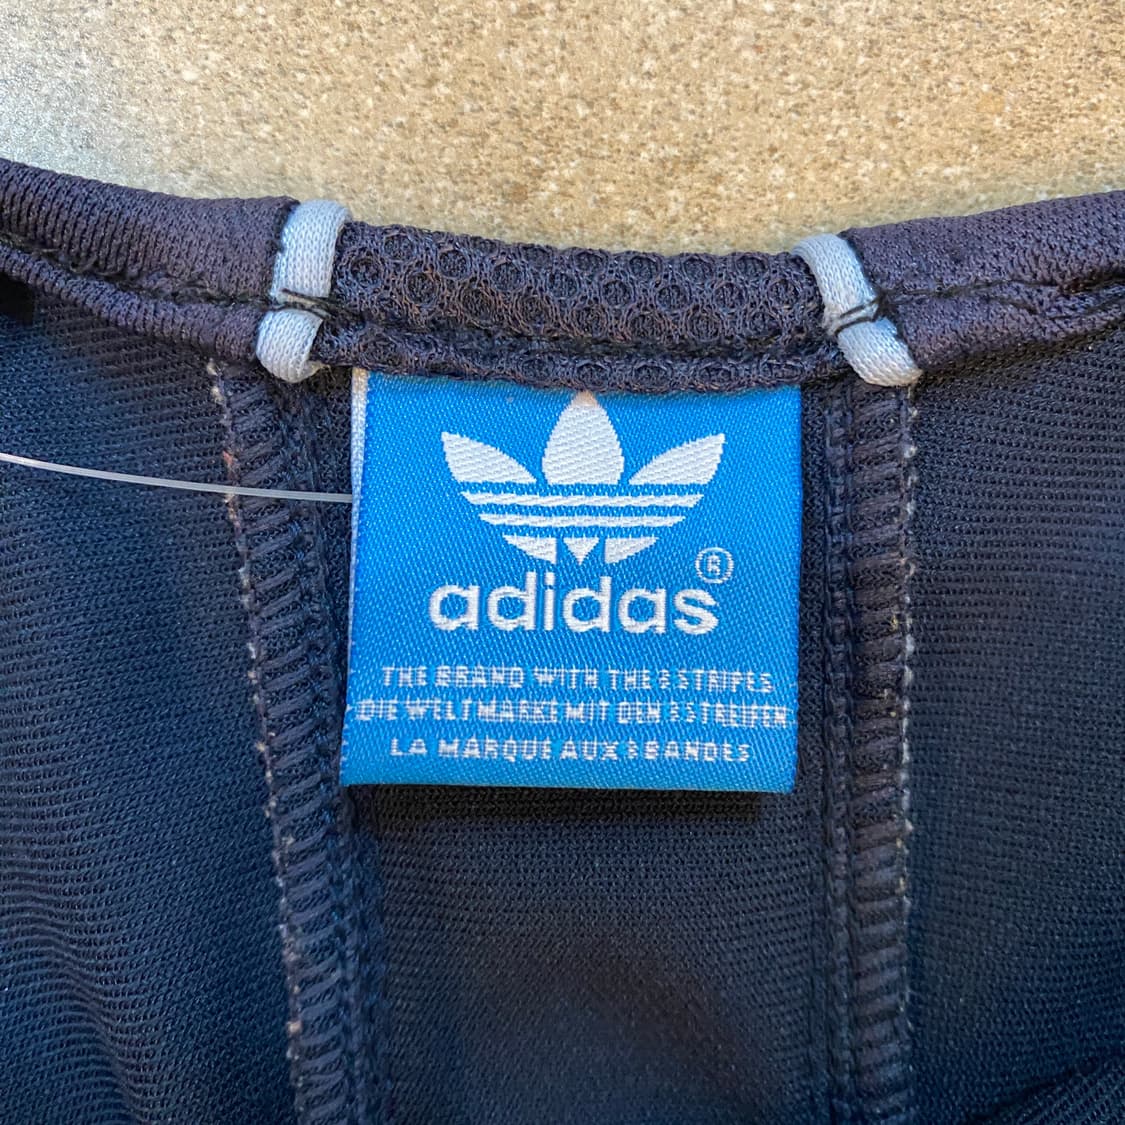 adidas®
THE BRAND WITH THE 3 STRIPES
DIE WELTMARKE MIT DEN 3 STREIFEN
LA MARQUE AUX 3 BANDES